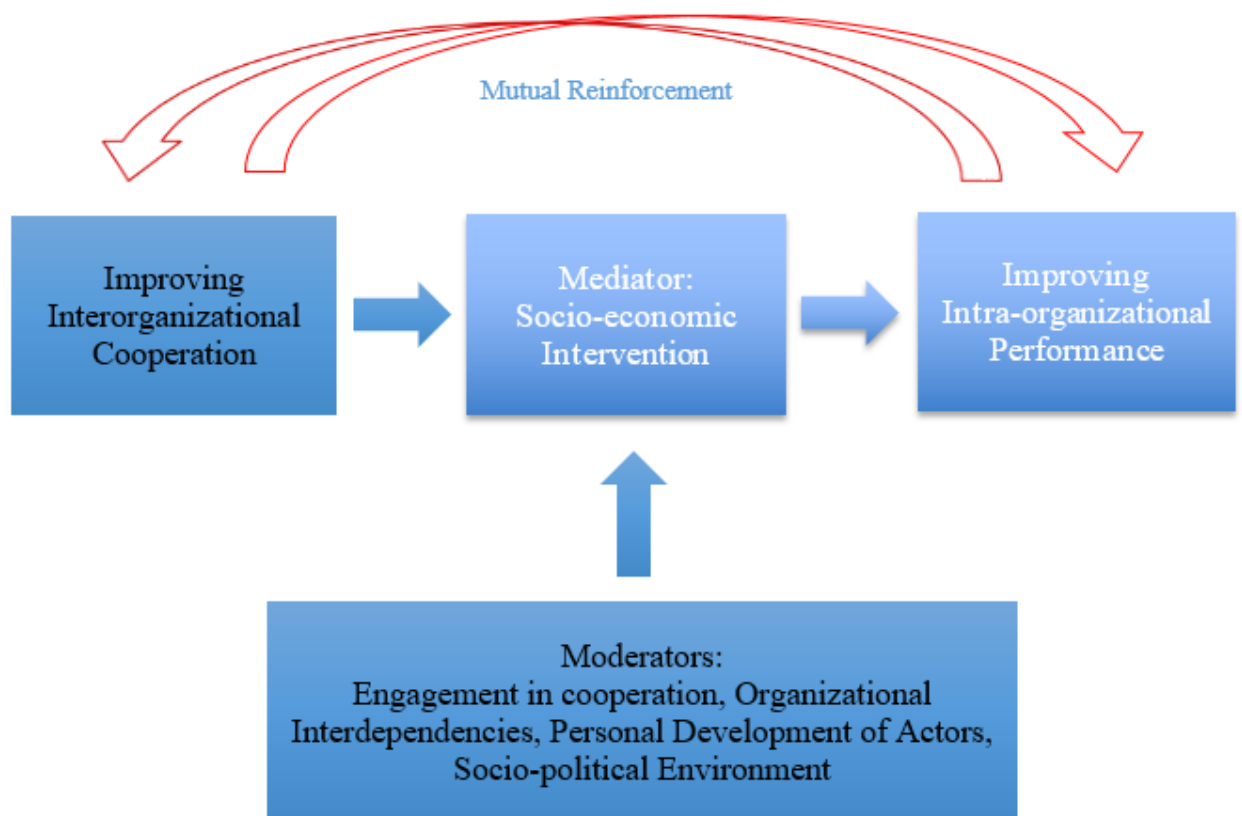 Mutual Reinforcement
Improving
Interorganizational
Cooperation
Mediator:
Socio-economic
Intervention
Improving
Intra-organizational
Performance
Moderators:
Engagement in cooperation, Organizational
Interdependencies, Personal Development of Actors,
Socio-political Environment